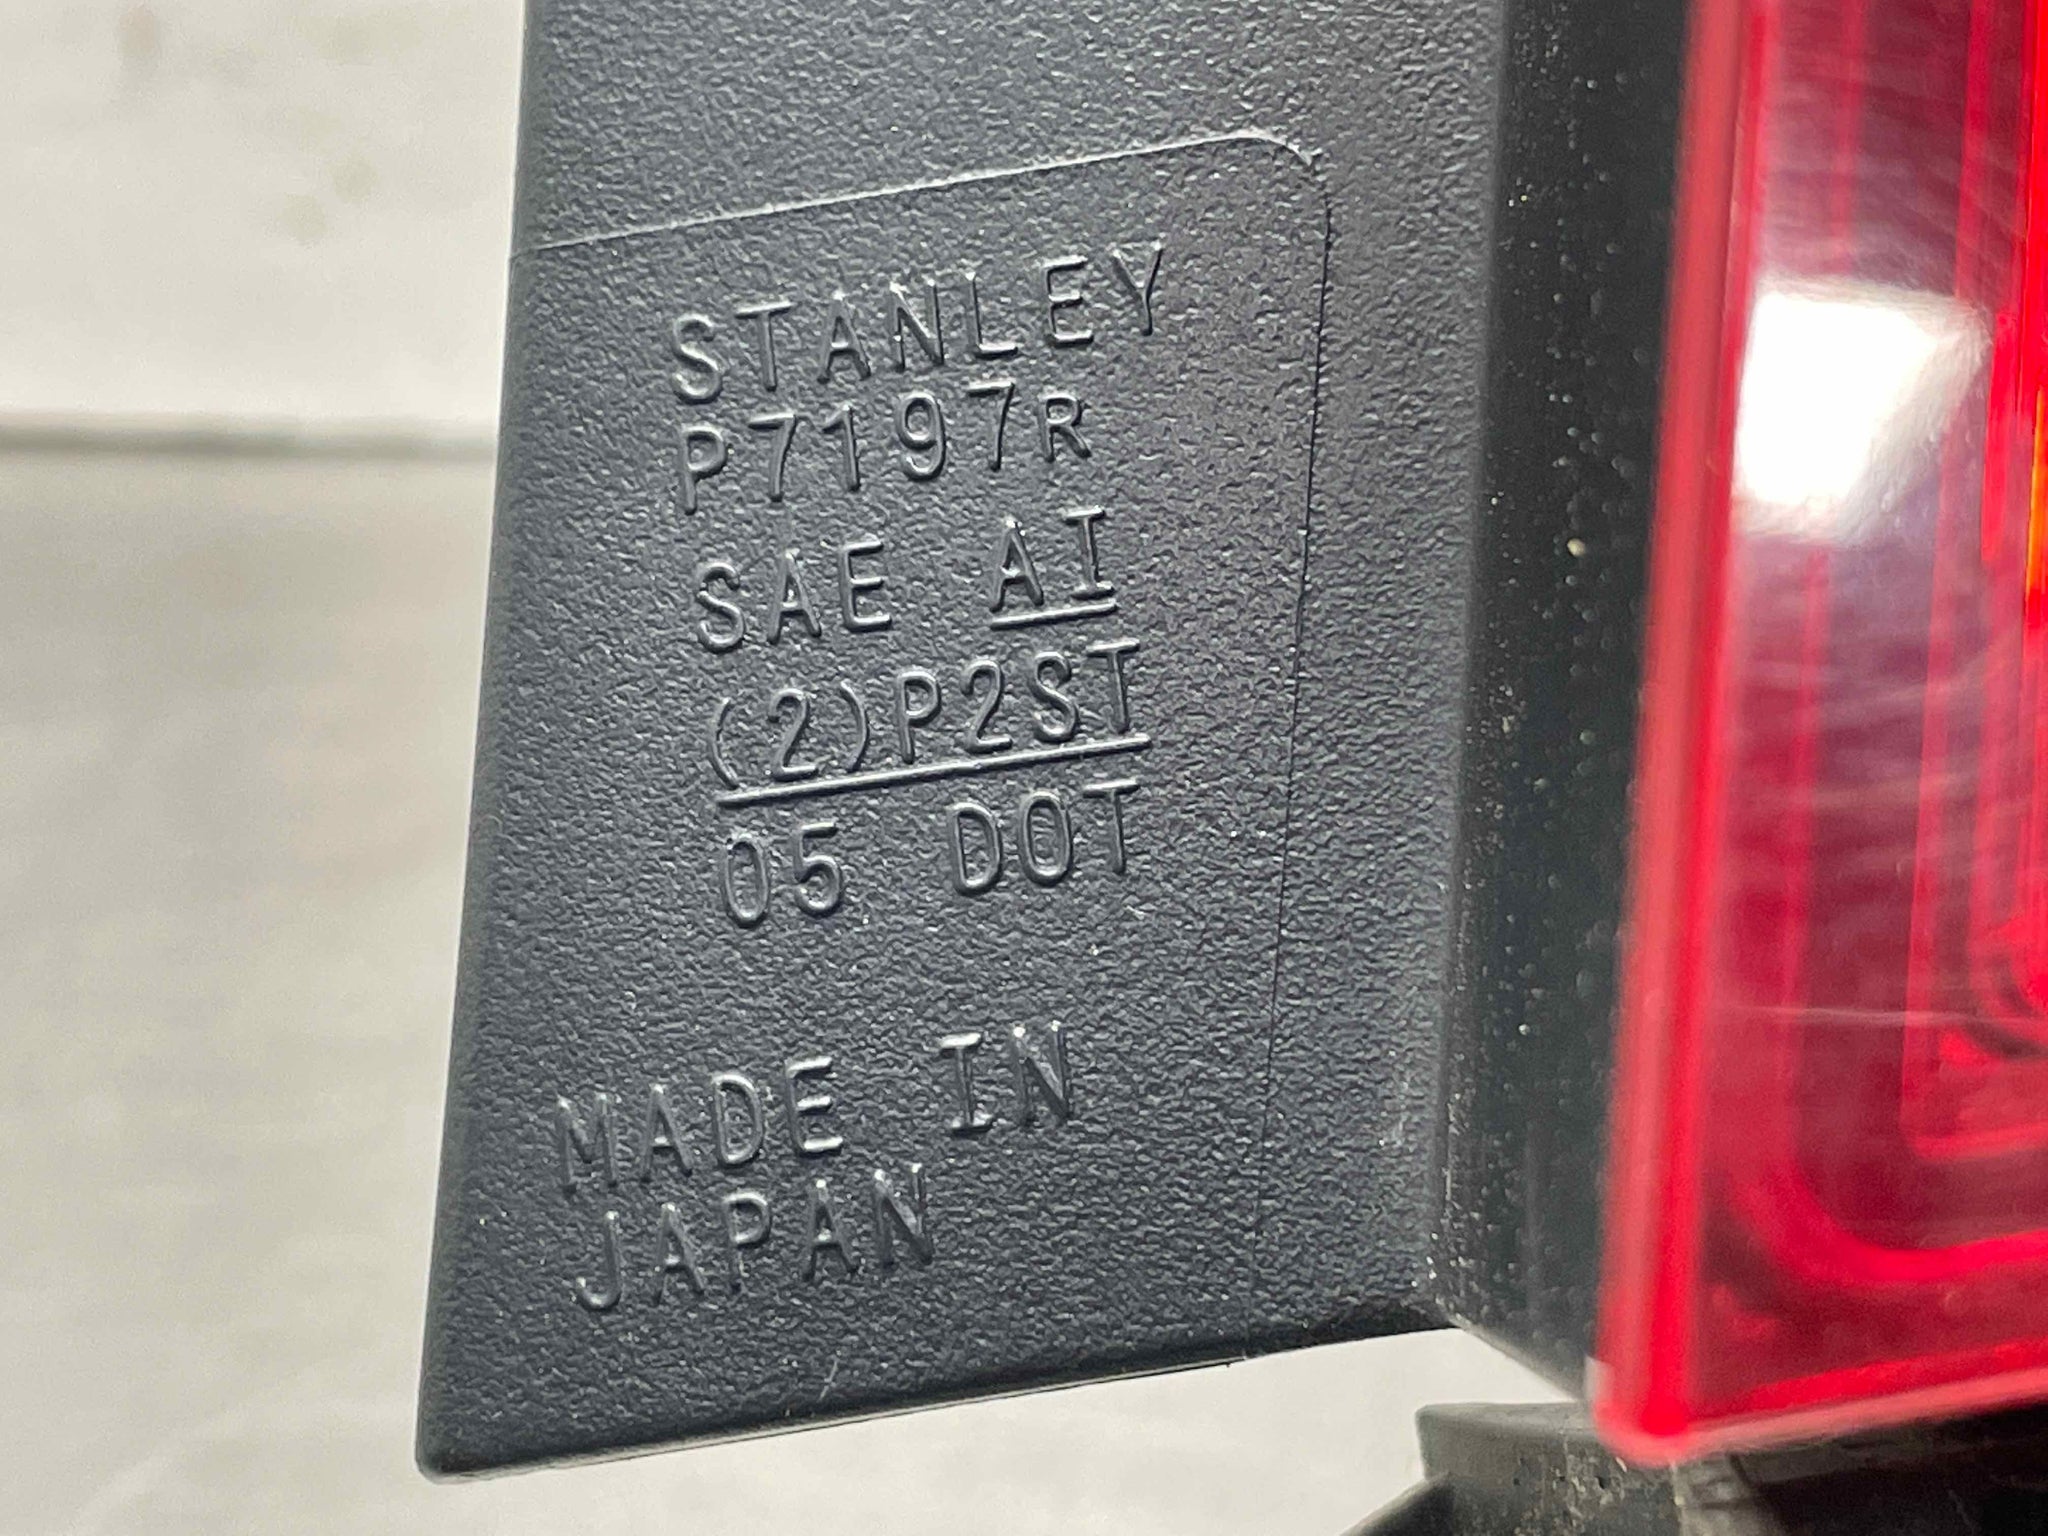 STANLEY
P7197R
SAE AI
(2)P2ST
05 DOT
MADE IN
JAPAN